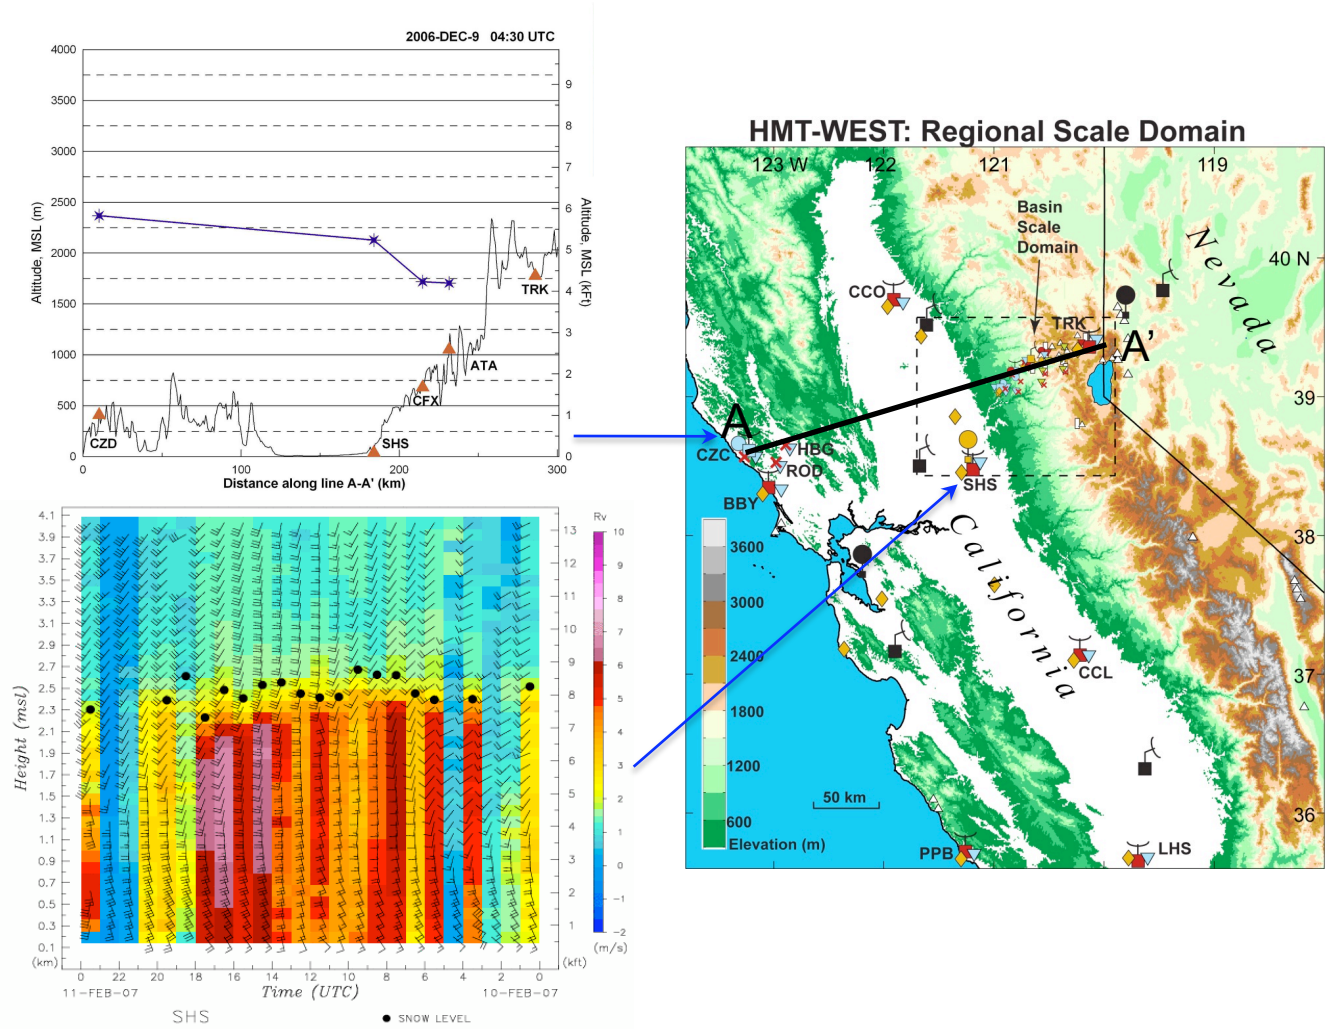 2006-DEC-9 04:30 UTC
4000
3500
3000
2500
2000
1500
1000
500
0
Altitude, MSL (m)
9
8
7
6
5
4
3
2
1
0
Altitude, MSL (kFt)
CZD
SHS
CFX
ATA
TRK
0
100
200
300
Distance along line A-A' (km)
4.1
3.9
3.7
3.5
3.3
3.1
2.9
2.7
2.5
2.3
2.1
1.9
1.7
1.5
1.3
1.1
0.9
0.7
0.5
0.3
0.1
(km)
Height (msl)
13
12
11
10
9
8
7
6
5
4
3
2
1
(kft)
Rv
10
9
8
7
6
5
4
3
2
1
0
-1
-2
(m/s)
0 22 20 18 16 14 12 10 8 6 4 2 0
11-FEB-07 Time (UTC) 10-FEB-07
SHS ● SNOW LEVEL
HMT-WEST: Regional Scale Domain
123 W 122 121 119
Basin
Scale
Domain
Nevada
40 N
CCO
TRK
A'
39
A
CZC
HBG
ROD
BBY
SHS
California
38
3600
3000
2400
1800
1200
600
Elevation (m)
37
CCL
50 km
36
PPB
LHS